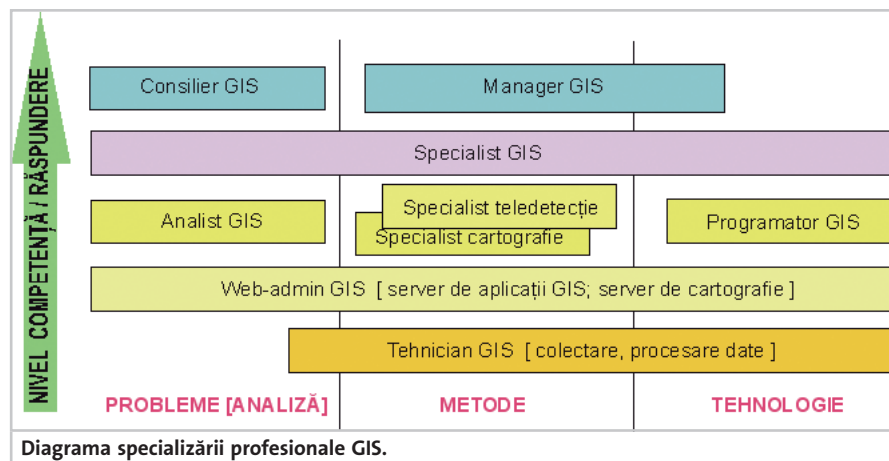 NIVEL COMPETENȚĂ / RĂSPUNDERE
Consilier GIS
Manager GIS
Specialist GIS
Analist GIS
Specialist teledetecție
Specialist cartografie
Programator GIS
Web-admin GIS [ server de aplicații GIS; server de cartografie ]
Tehnician GIS [ colectare, procesare date ]
PROBLEME [ANALIZĂ]
METODE
TEHNOLOGIE
Diagrama specializării profesionale GIS.